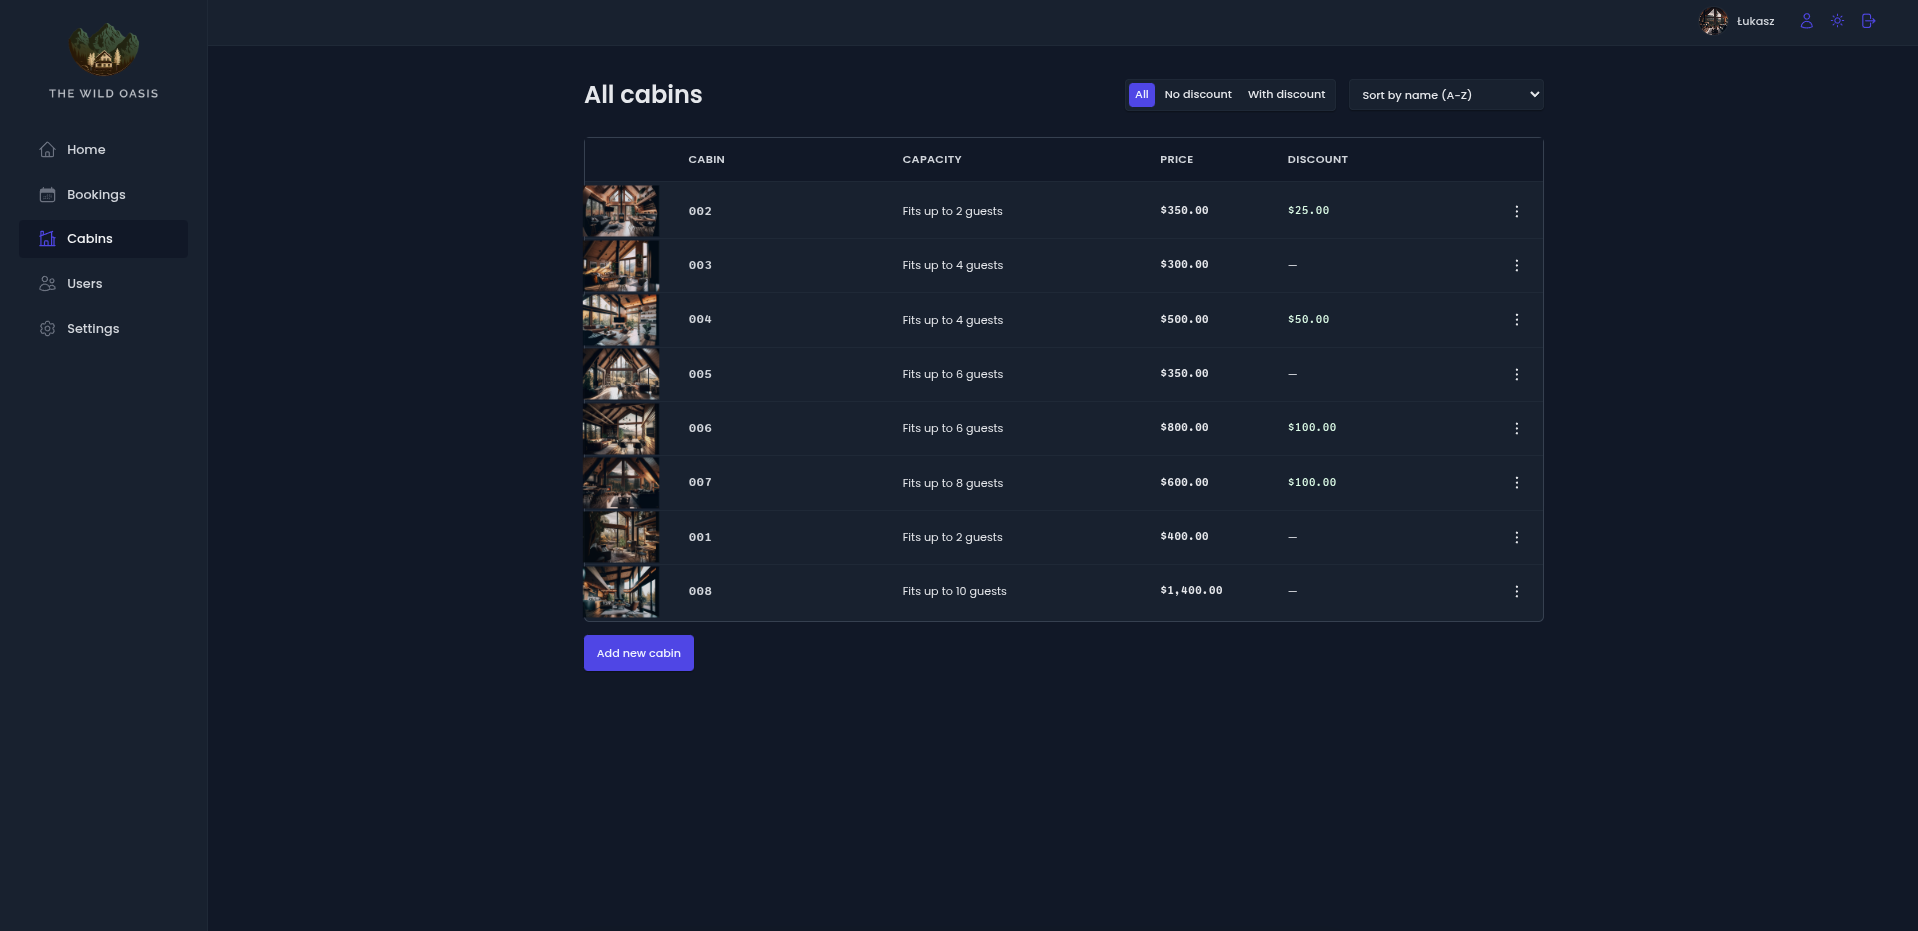 THE WILD OASIS
Home
Bookings
Cabins
Users
Settings
Łukasz
All cabins
All No discount With discount Sort by name (A-Z)
CABIN CAPACITY PRICE DISCOUNT
002 Fits up to 2 guests $350.00 $25.00
003 Fits up to 4 guests $300.00 —
004 Fits up to 4 guests $500.00 $50.00
005 Fits up to 6 guests $350.00 —
006 Fits up to 6 guests $800.00 $100.00
007 Fits up to 8 guests $600.00 $100.00
001 Fits up to 2 guests $400.00 —
008 Fits up to 10 guests $1,400.00 —
Add new cabin